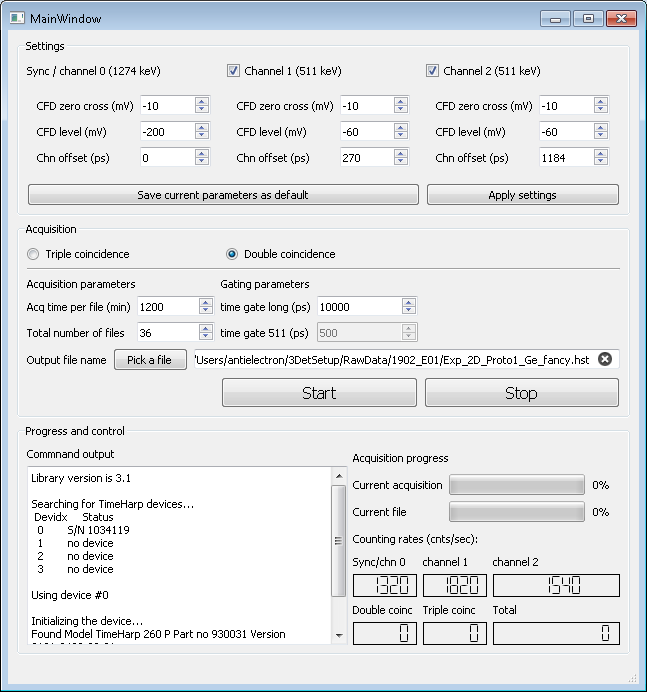 MainWindow
Settings
Sync / channel 0 (1274 keV) Channel 1 (511 keV) Channel 2 (511 keV)
CFD zero cross (mV) -10 CFD zero cross (mV) -10 CFD zero cross (mV) -10
CFD level (mV) -200 CFD level (mV) -60 CFD level (mV) -60
Chn offset (ps) 0 Chn offset (ps) 270 Chn offset (ps) 1184
Save current parameters as default Apply settings
Acquisition
Triple coincidence Double coincidence
Acquisition parameters Gating parameters
Acq time per file (min) 1200 time gate long (ps) 10000
Total number of files 36 time gate 511 (ps) 500
Output file name Pick a file 'Users/antielectron/3DetSetup/RawData/1902_E01/Exp_2D_Proto1_Ge_fancy.hst
Start Stop
Progress and control
Commnand output
Library version is 3.1
Searching for TimeHarp devices...
Devidx Status
0 S/N 1034119
1 no device
2 no device
3 no device
Using device #0
Initializing the device...
Found Model TimeHarp 260 P Part no 930031 Version
Acquisition progress
Current acquisition 0%
Current file 0%
Counting rates (cnts/sec):
Sync/chn 0 channel 1 channel 2
1320 1820 1540
Double coinc Triple coinc Total
0 0 0